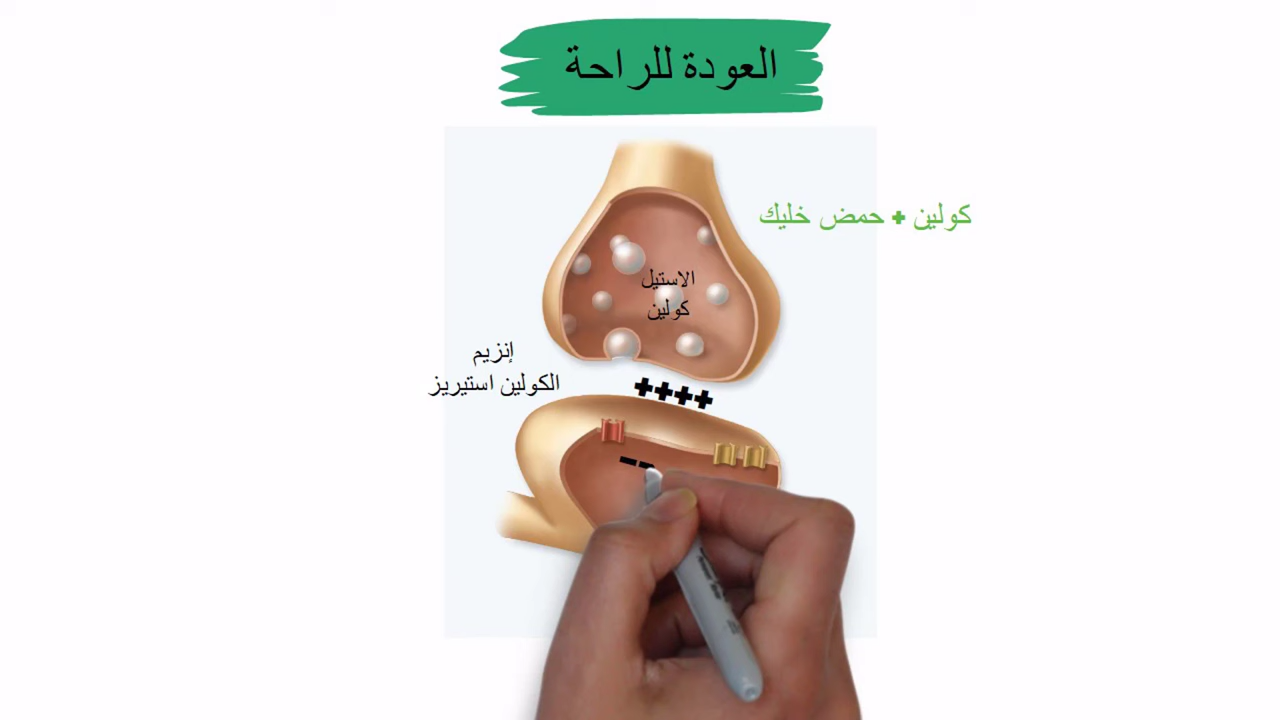 العودة للراحة
كولين + حمض خليك
الاستيل
كولين
إنزيم
الكولين استيريز
++++
--